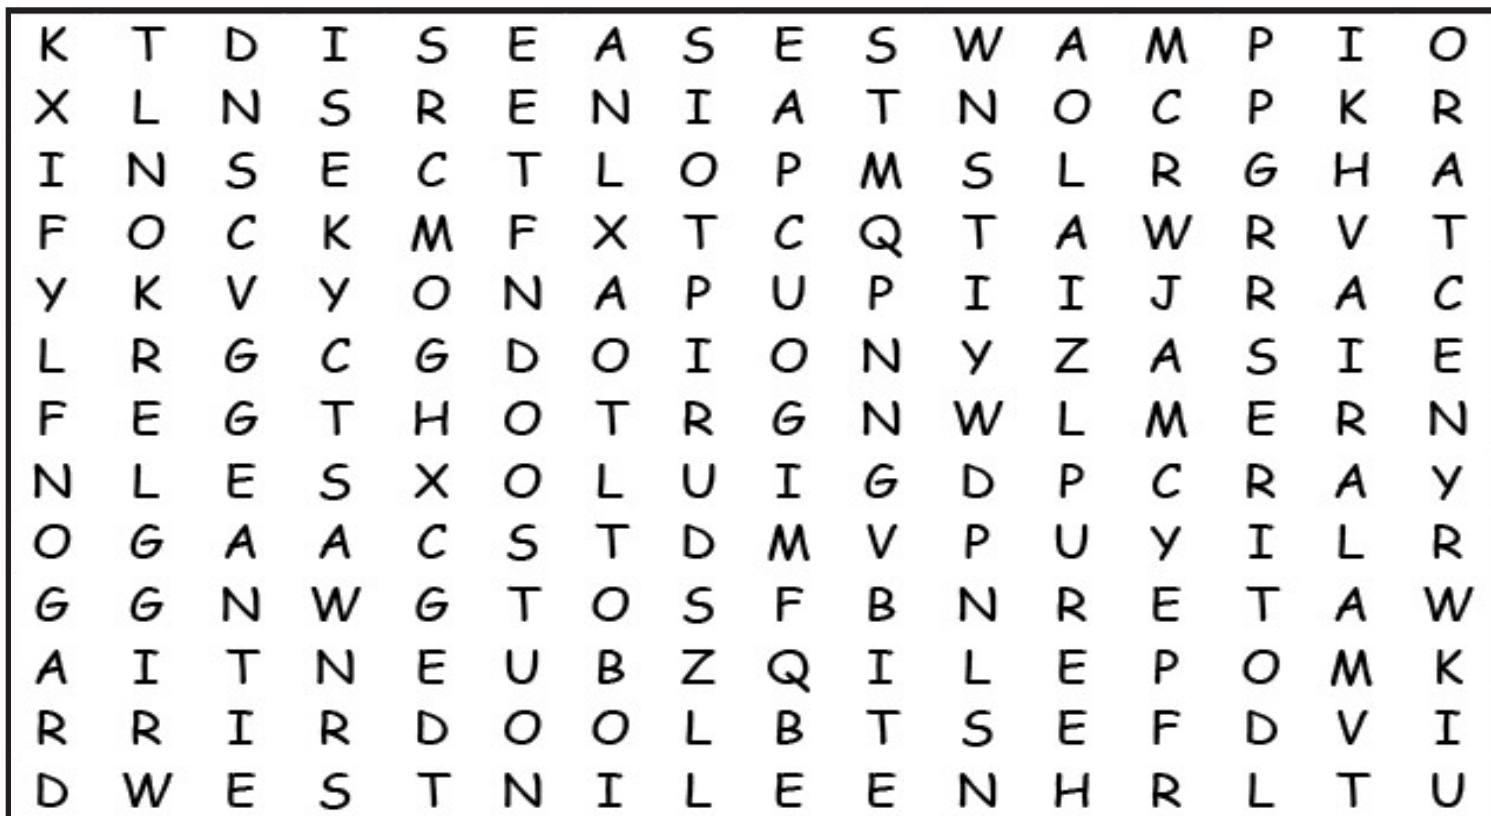 K T D I S E A S E S W A M P I O
X L N S R E N I A T N O C P K R
I N S E C T L O P M S L R G H A
F O C K M F X T C Q T A W R V T
Y K V Y O N A P U P I I J R A C
L R G C G D O I O N Y Z A S I E
F E G T H O T R G N W L M E R N
N L E S X O L U I G D P C R A Y
O G A A C S T D M V P U Y I L R
G G N W G T O S F B N R E T A W
A I T N E U B Z Q I L E P O M K
R R I R D O O L B T S E F D V I
D W E S T N I L E E N H R L T U